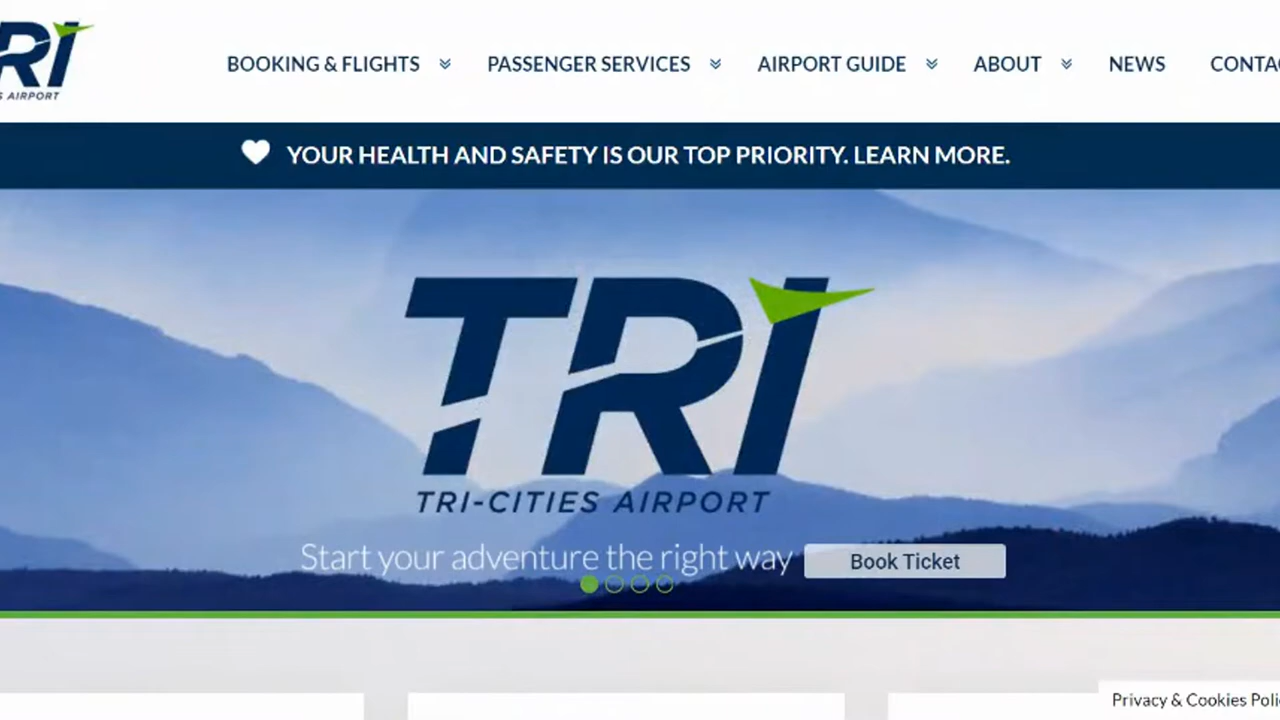 RI
S AIRPORT
BOOKING & FLIGHTS PASSENGER SERVICES AIRPORT GUIDE ABOUT NEWS CONTAC
YOUR HEALTH AND SAFETY IS OUR TOP PRIORITY. LEARN MORE.
TRI
TRI-CITIES AIRPORT
Start your adventure the right way Book Ticket
Privacy & Cookies Poli